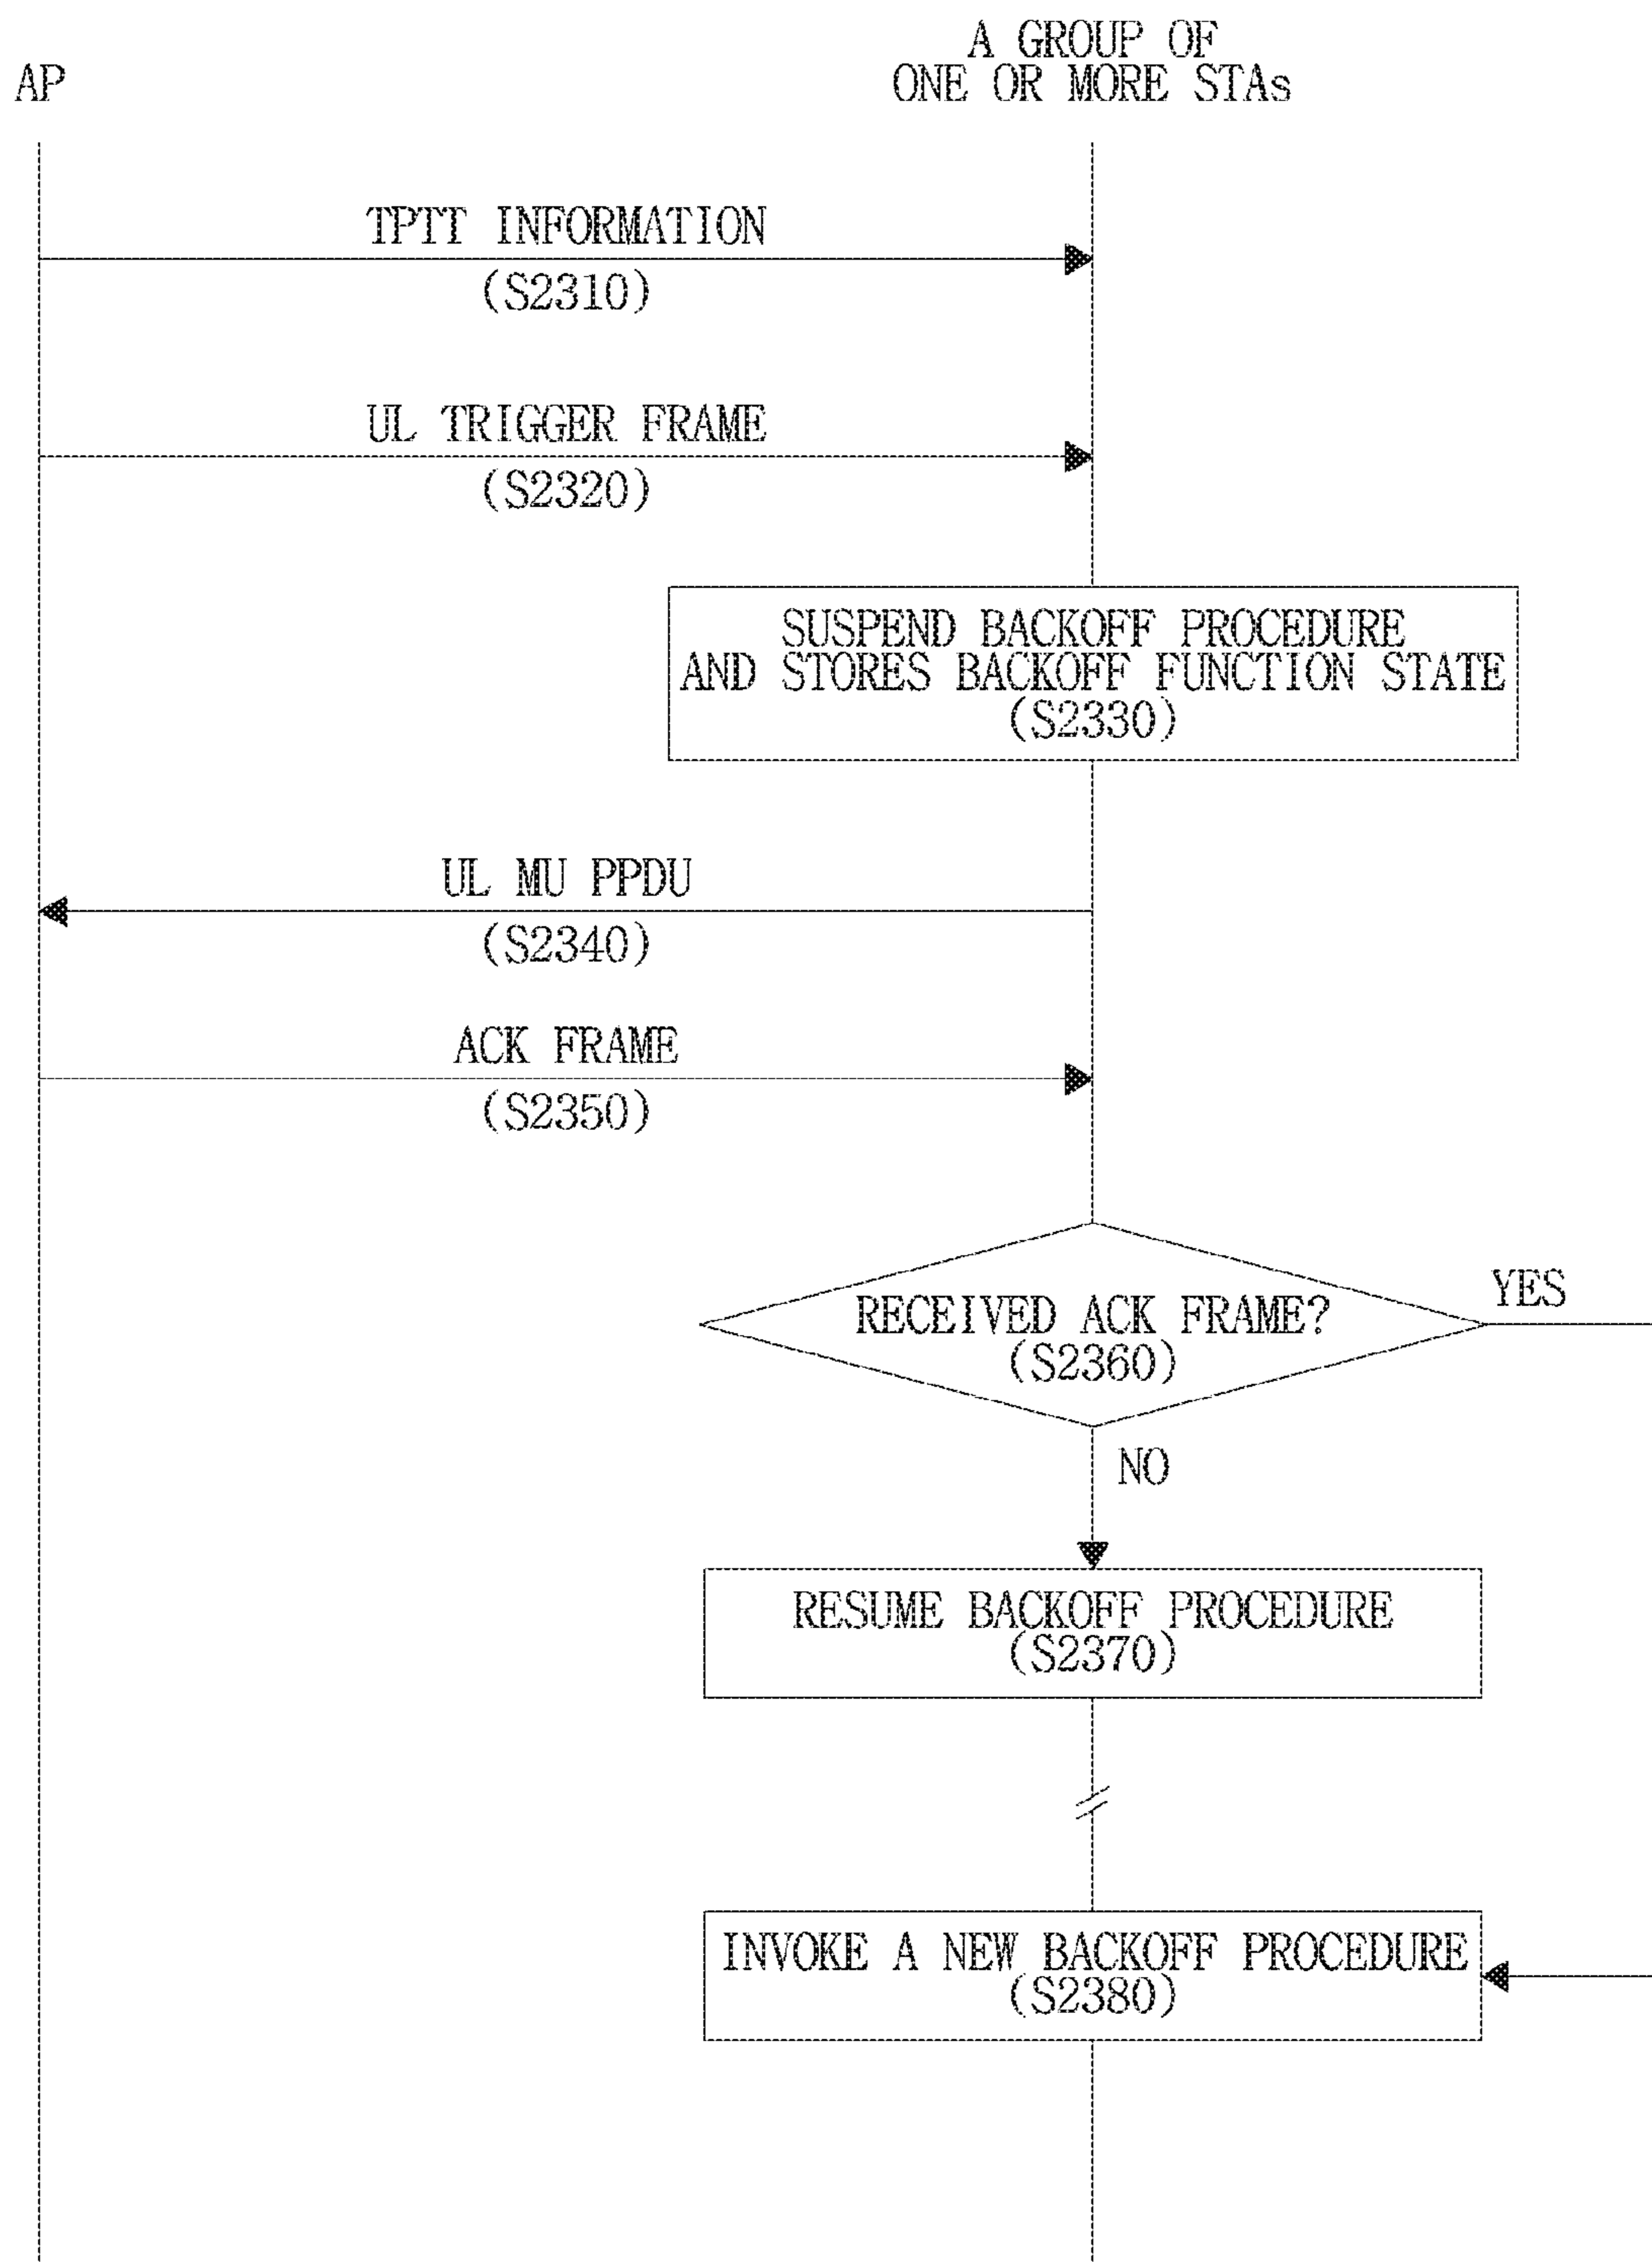 AP
A GROUP OF
ONE OR MORE STAs
TPTT INFORMATION
(S2310)
UL TRIGGER FRAME
(S2320)
SUSPEND BACKOFF PROCEDURE
AND STORES BACKOFF FUNCTION STATE
(S2330)
UL MU PPDU
(S2340)
ACK FRAME
(S2350)
RECEIVED ACK FRAME?
(S2360)
YES
NO
RESUME BACKOFF PROCEDURE
(S2370)
INVOKE A NEW BACKOFF PROCEDURE
(S2380)